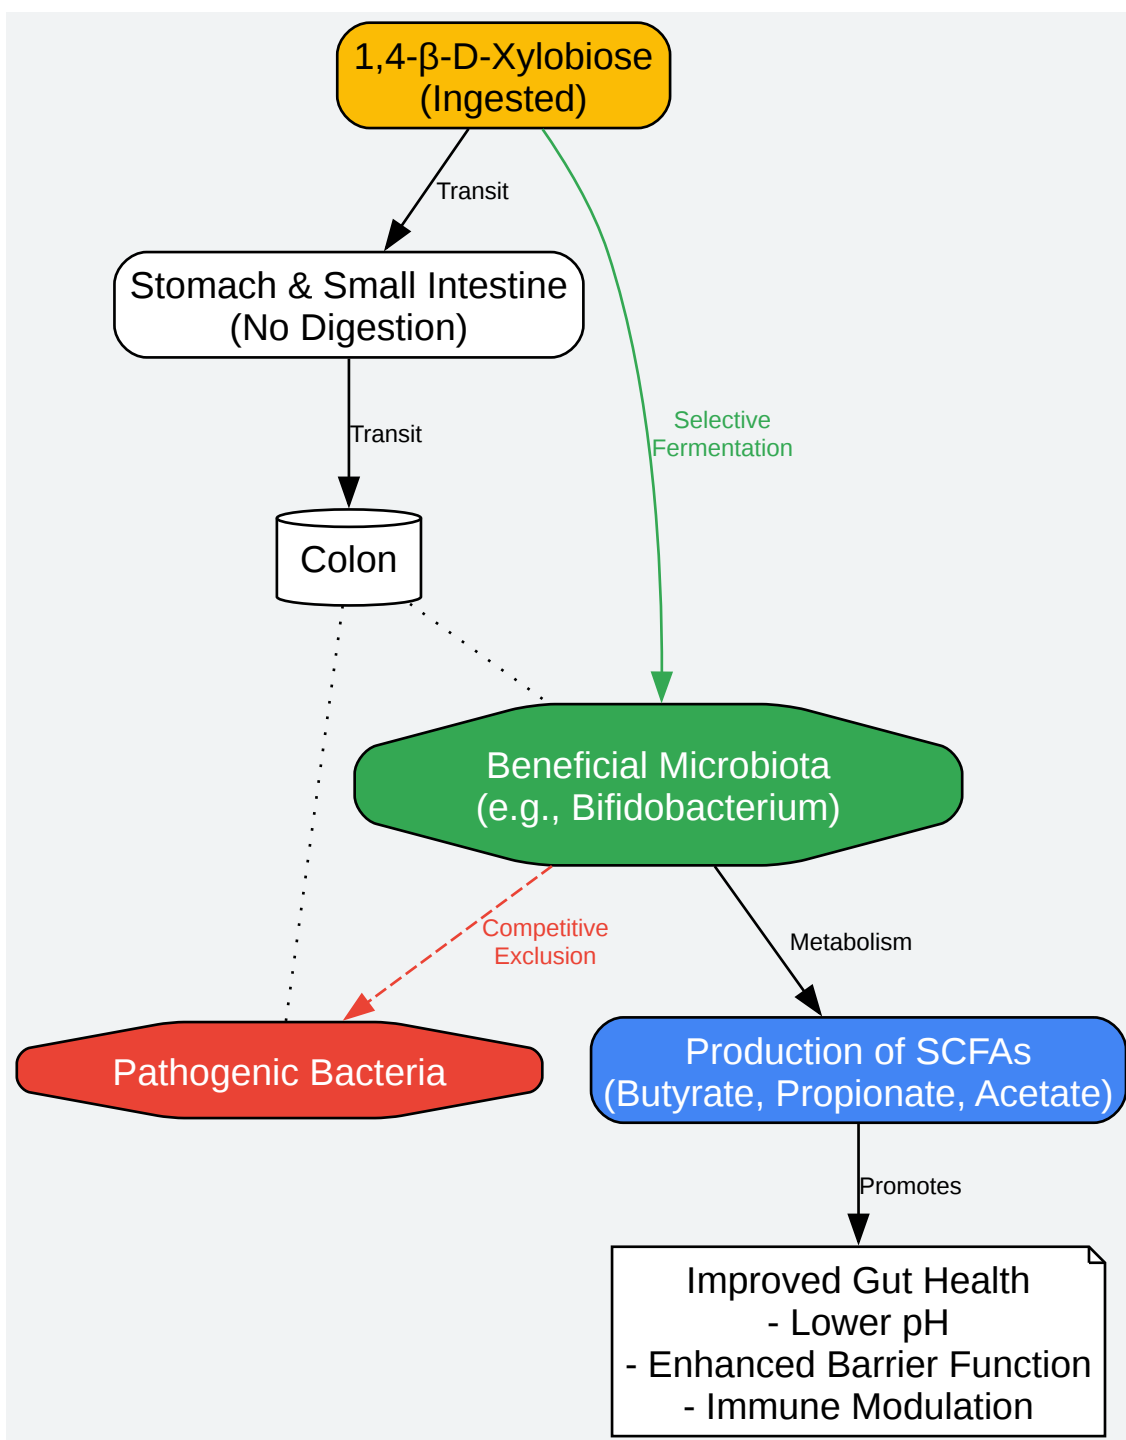 1,4-β-D-Xylobiose
(Ingested)
Transit
Stomach & Small Intestine
(No Digestion)
Selective
Fermentation
Transit
Colon
Beneficial Microbiota
(e.g., Bifidobacterium)
Competitive
Exclusion
Metabolism
Pathogenic Bacteria
Production of SCFAs
(Butyrate, Propionate, Acetate)
Promotes
Improved Gut Health
- Lower pH
- Enhanced Barrier Function
- Immune Modulation